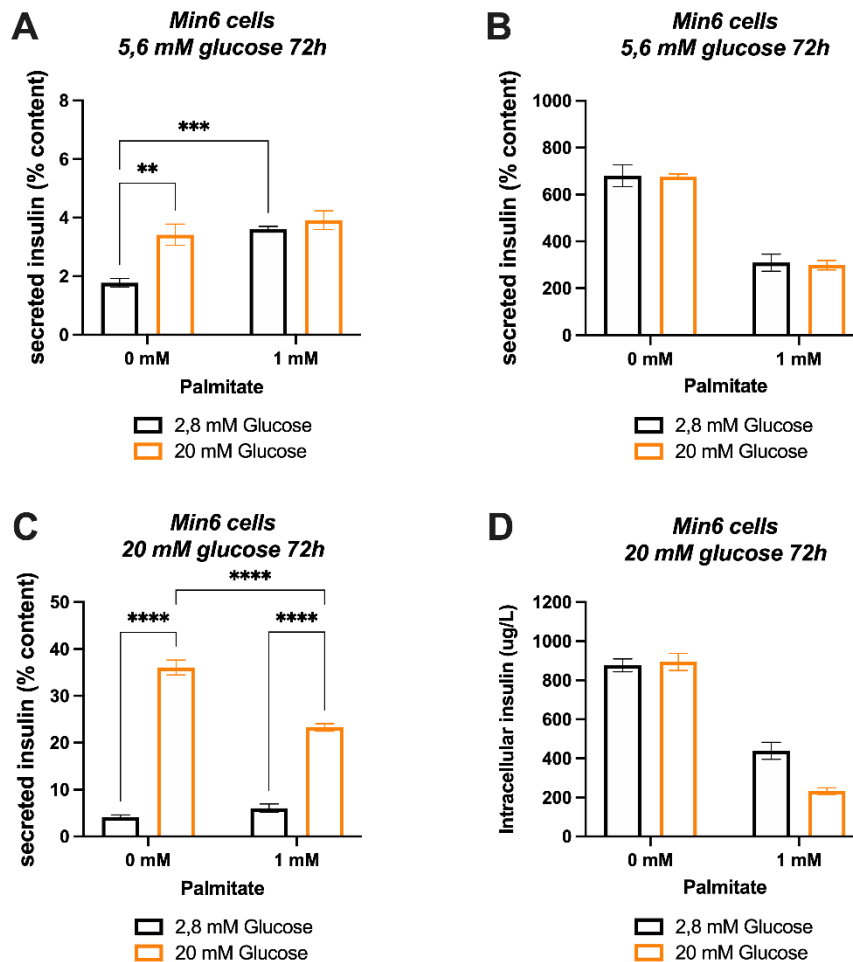 A
Min6 cells
5,6 mM glucose 72h
secreted insulin (% content)
8
6
4
2
0
***
**
0 mM
1 mM
Palmitate
2,8 mM Glucose
20 mM Glucose
B
Min6 cells
5,6 mM glucose 72h
secreted insulin (% content)
1000
800
600
400
200
0
0 mM
1 mM
Palmitate
2,8 mM Glucose
20 mM Glucose
C
Min6 cells
20 mM glucose 72h
secreted insulin (% content)
50
40
30
20
10
0
****
****
****
0 mM
1 mM
Palmitate
2,8 mM Glucose
20 mM Glucose
D
Min6 cells
20 mM glucose 72h
Intracellular insulin (ug/L)
1200
1000
800
600
400
200
0
0 mM
1 mM
Palmitate
2,8 mM Glucose
20 mM Glucose